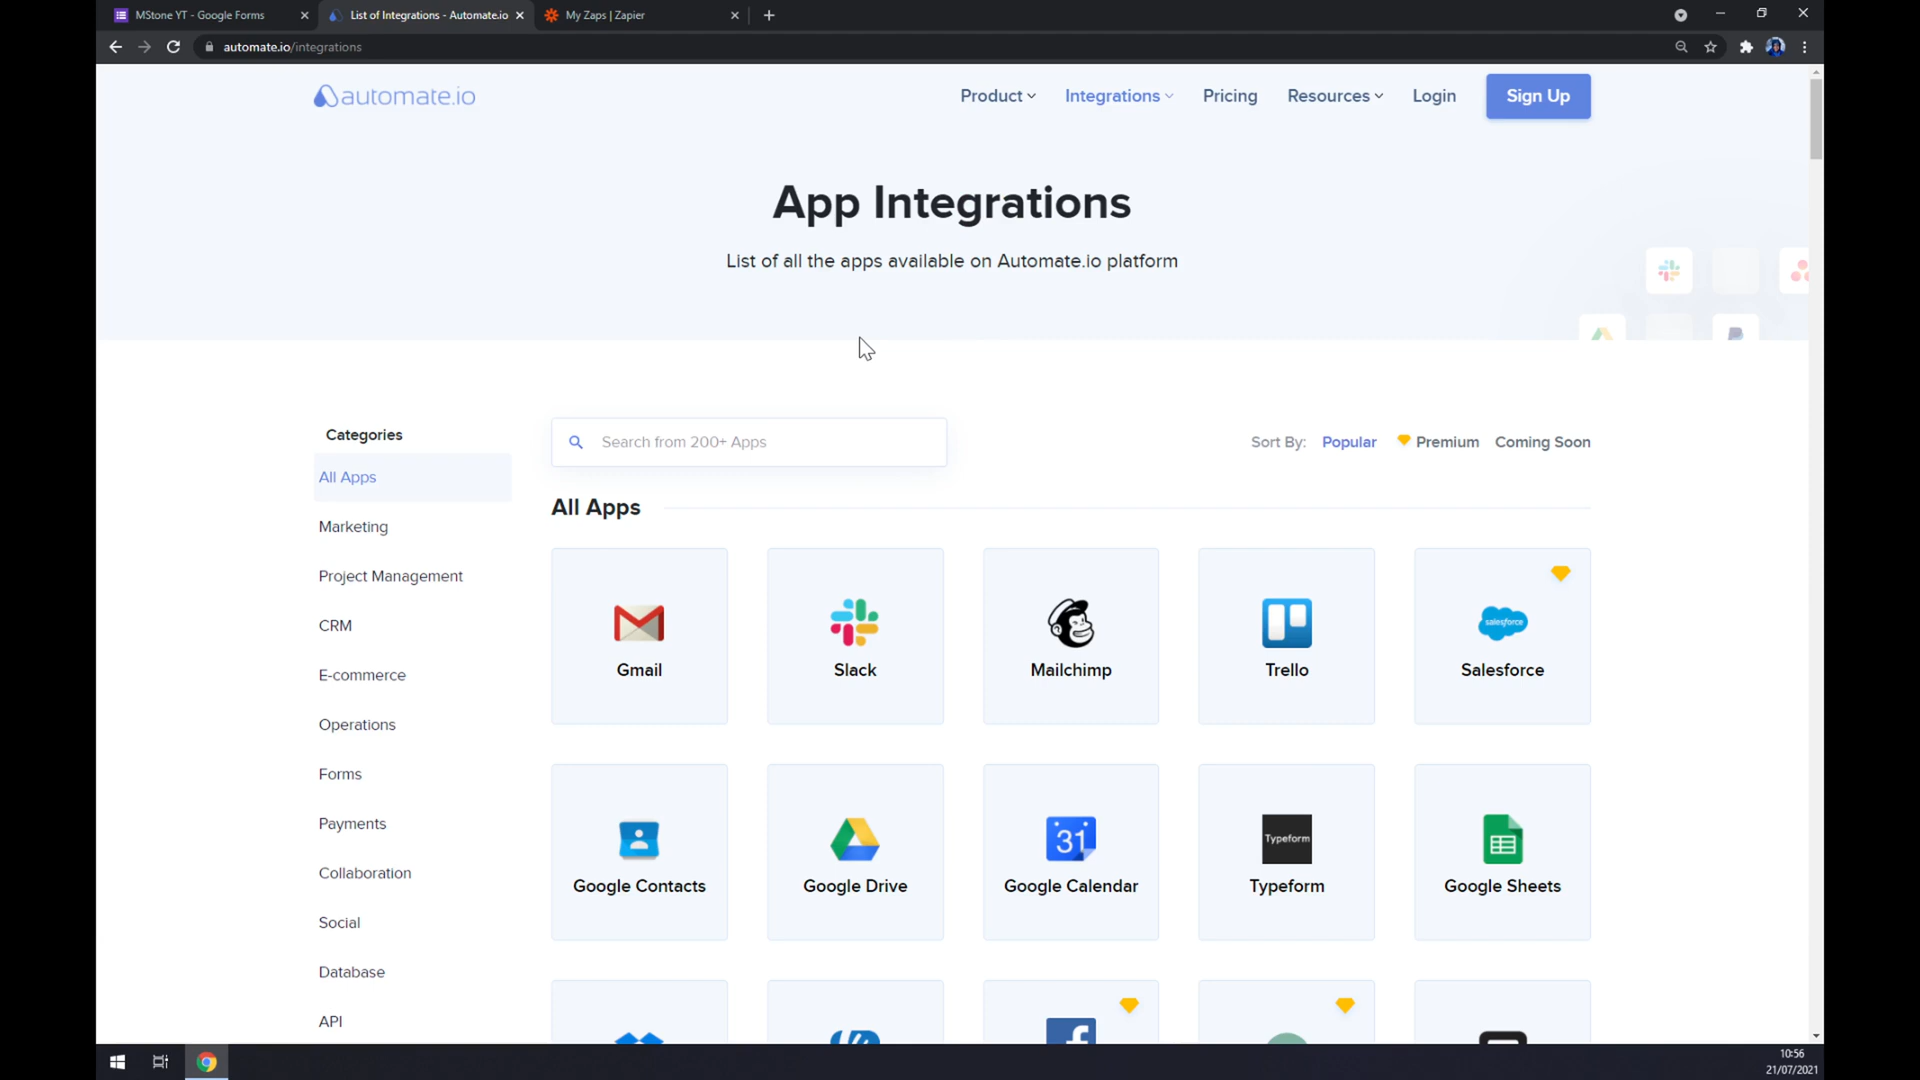 MStone YT - Google Forms
List of Integrations - Automate.io
My Zaps | Zapier
automate.io/integrations
automate.io
Product
Integrations
Pricing
Resources
Login
Sign Up
App Integrations
List of all the apps available on Automate.io platform
Categories
Search from 200+ Apps
Sort By: Popular Premium Coming Soon
All Apps
All Apps
Marketing
Project Management
CRM
E-commerce
Operations
Forms
Payments
Collaboration
Social
Database
API
Gmail
Slack
Mailchimp
Trello
salesforce
Salesforce
Google Contacts
Google Drive
31
Google Calendar
Typeform
Typeform
Google Sheets
10:56
21/07/2021